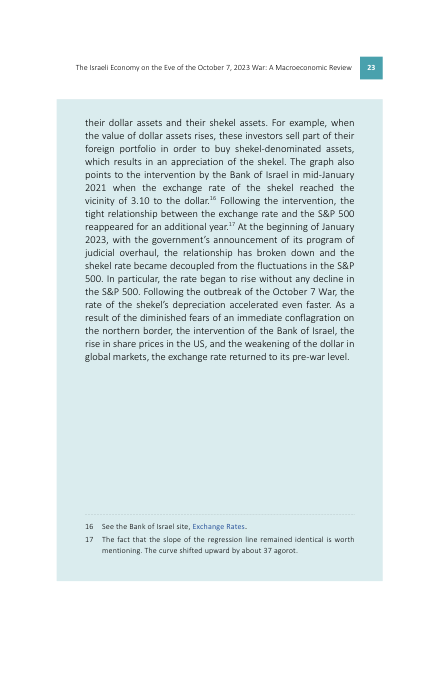 The Israeli Economy on the Eve of the October 7, 2023 War: A Macroeconomic Review 23
their dollar assets and their shekel assets. For example, when
the value of dollar assets rises, these investors sell part of their
foreign portfolio in order to buy shekel-denominated assets,
which results in an appreciation of the shekel. The graph also
points to the intervention by the Bank of Israel in mid-January
2021 when the exchange rate of the shekel reached the
vicinity of 3.10 to the dollar.16 Following the intervention, the
tight relationship between the exchange rate and the S&P 500
reappeared for an additional year.17 At the beginning of January
2023, with the government's announcement of its program of
judicial overhaul, the relationship has broken down and the
shekel rate became decoupled from the fluctuations in the S&P
500. In particular, the rate began to rise without any decline in
the S&P 500. Following the outbreak of the October 7 War, the
rate of the shekel's depreciation accelerated even faster. As a
result of the diminished fears of an immediate conflagration on
the northern border, the intervention of the Bank of Israel, the
rise in share prices in the US, and the weakening of the dollar in
global markets, the exchange rate returned to its pre-war level.
16 See the Bank of Israel site, Exchange Rates.
17 The fact that the slope of the regression line remained identical is worth
mentioning. The curve shifted upward by about 37 agorot.